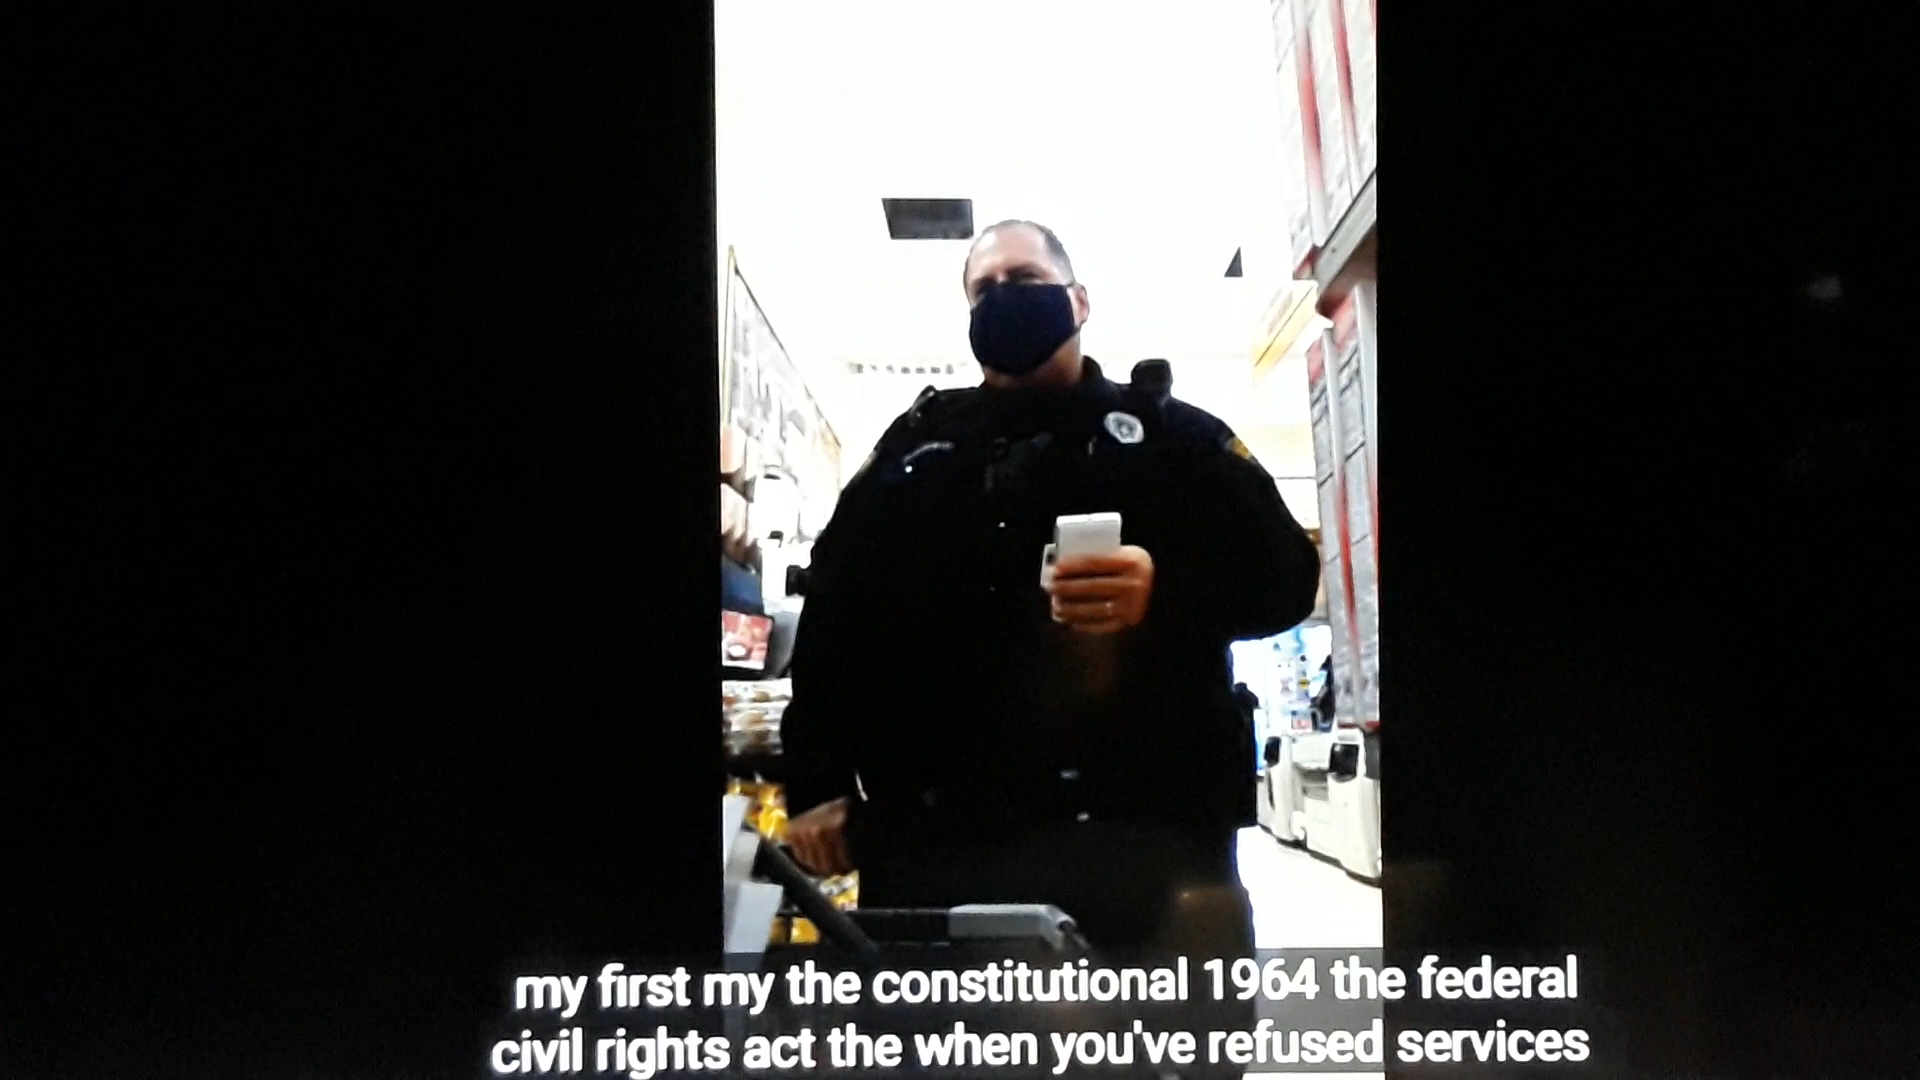 my first my the constitutional 1964 the federal
civil rights act the when you've refused services